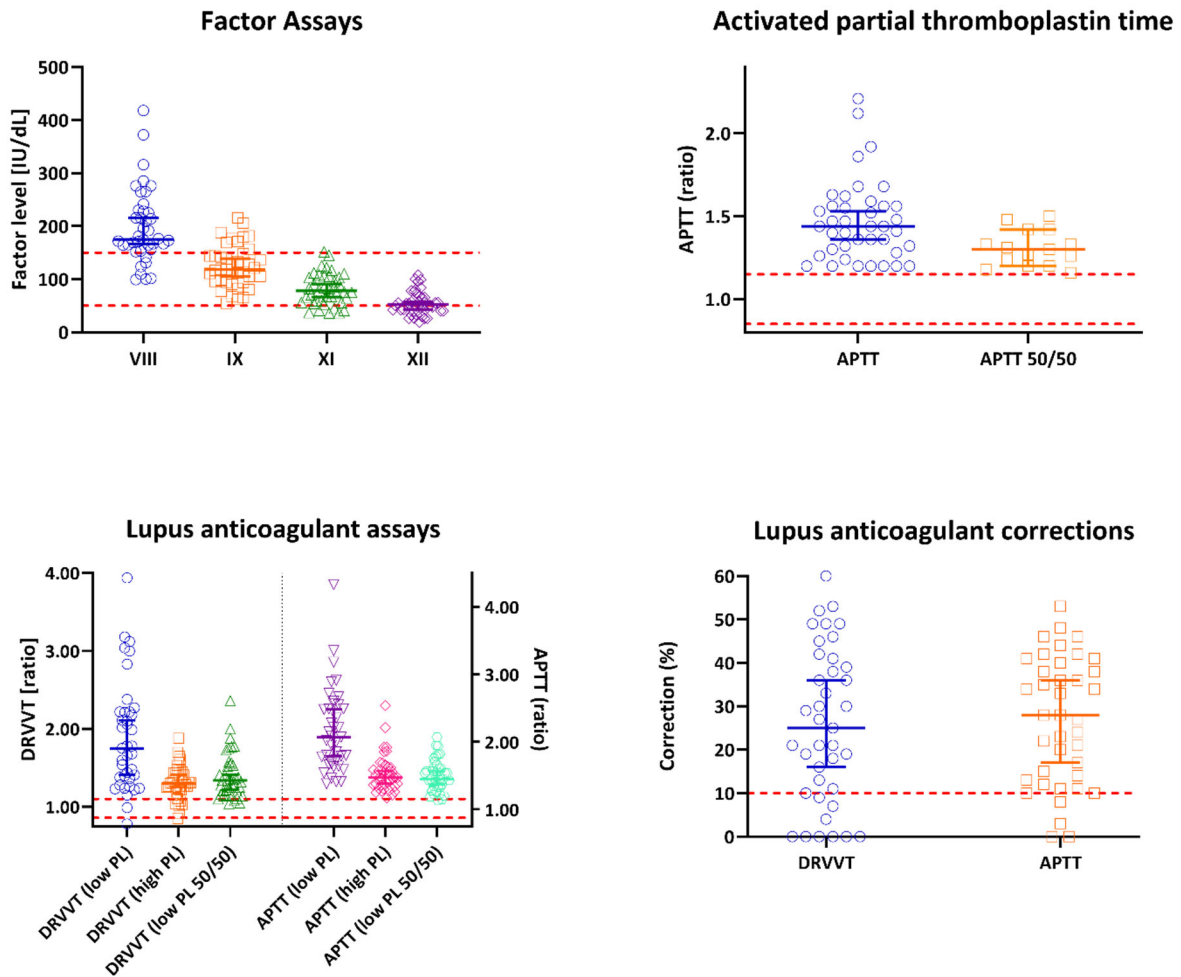 Factor Assays
Factor level [IU/dL]
500
400
300
200
100
0
VIII
IX
XI
XII
Activated partial thromboplastin time
APTT (ratio)
2.0
1.5
1.0
APTT
APTT 50/50
Lupus anticoagulant assays
DRVVT [ratio]
4.00
3.00
2.00
1.00
APTT (ratio)
4.00
3.00
2.00
1.00
DRVVT (low PL)
DRVVT (high PL)
DRVVT (low PL 50/50)
APTT (low PL)
APTT (high PL)
APTT (low PL 50/50)
Lupus anticoagulant corrections
Correction (%)
60
50
40
30
20
10
0
DRVVT
APTT